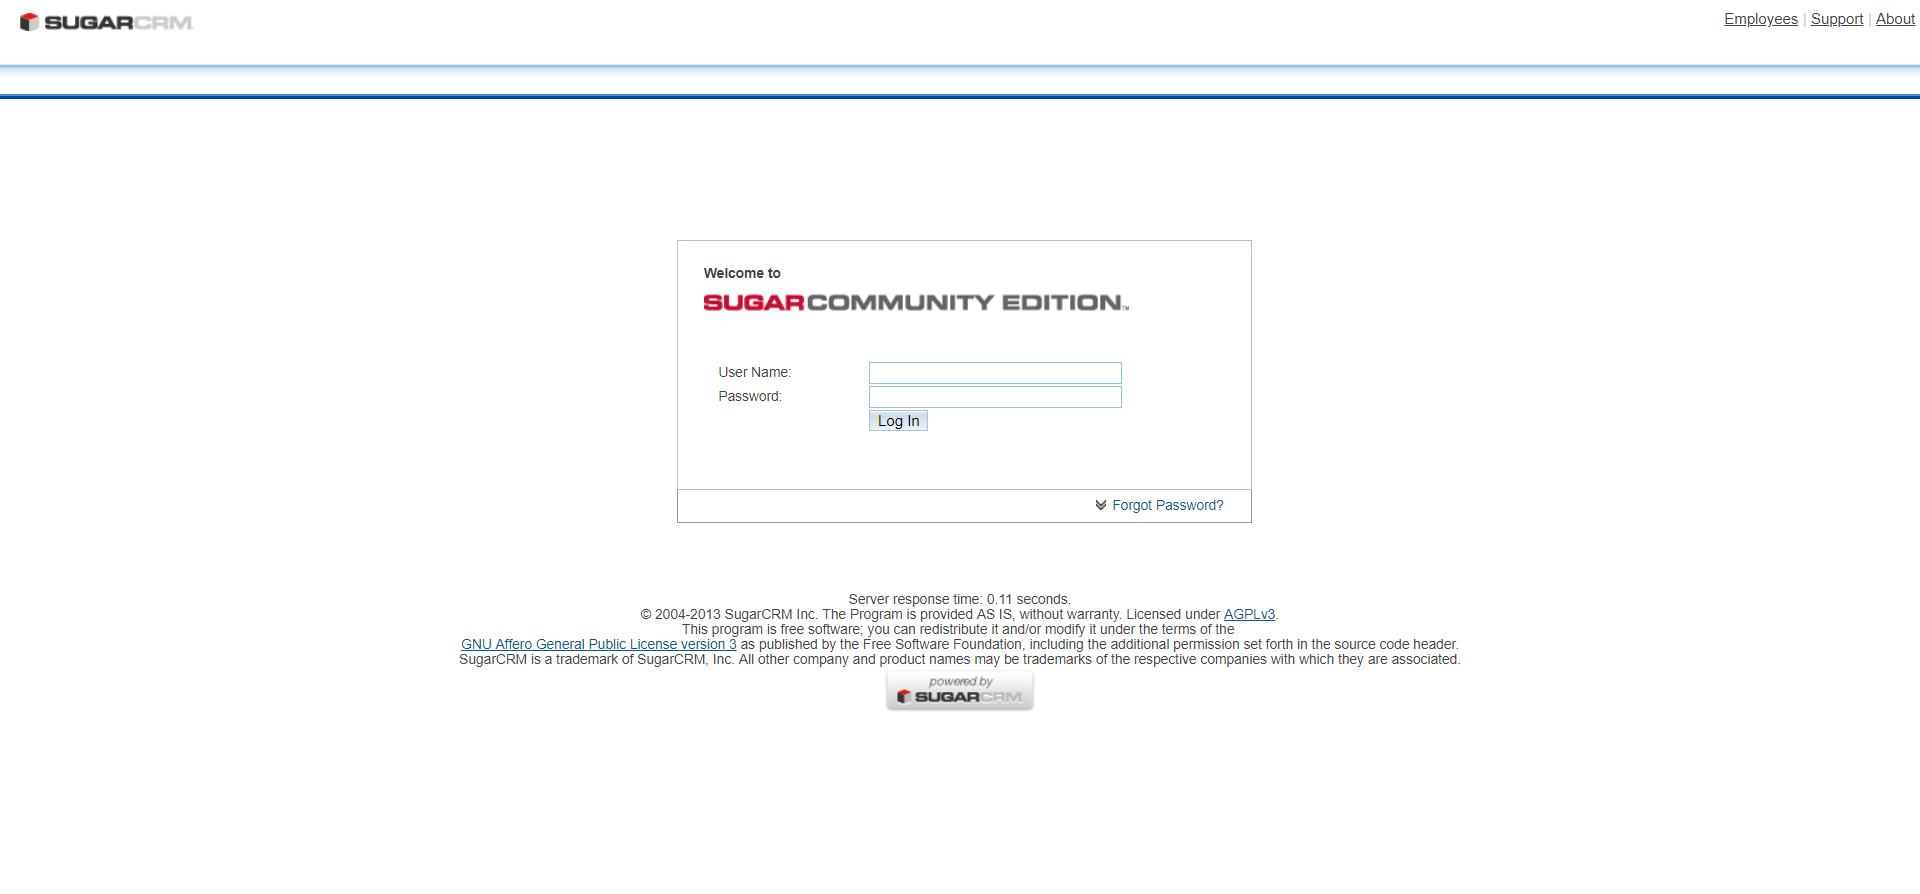 SUGARCRM.
Employees | Support | About
Welcome to
SUGARCOMMUNITY EDITION™
User Name:
Password:
Log In
Forgot Password?
Server response time: 0.11 seconds.
© 2004-2013 SugarCRM Inc. The Program is provided AS IS, without warranty. Licensed under AGPLv3.
This program is free software; you can redistribute it and/or modify it under the terms of the
GNU Affero General Public License version 3 as published by the Free Software Foundation, including the additional permission set forth in the source code header.
SugarCRM is a trademark of SugarCRM, Inc. All other company and product names may be trademarks of the respective companies with which they are associated.
powered by
SUGARCRM.